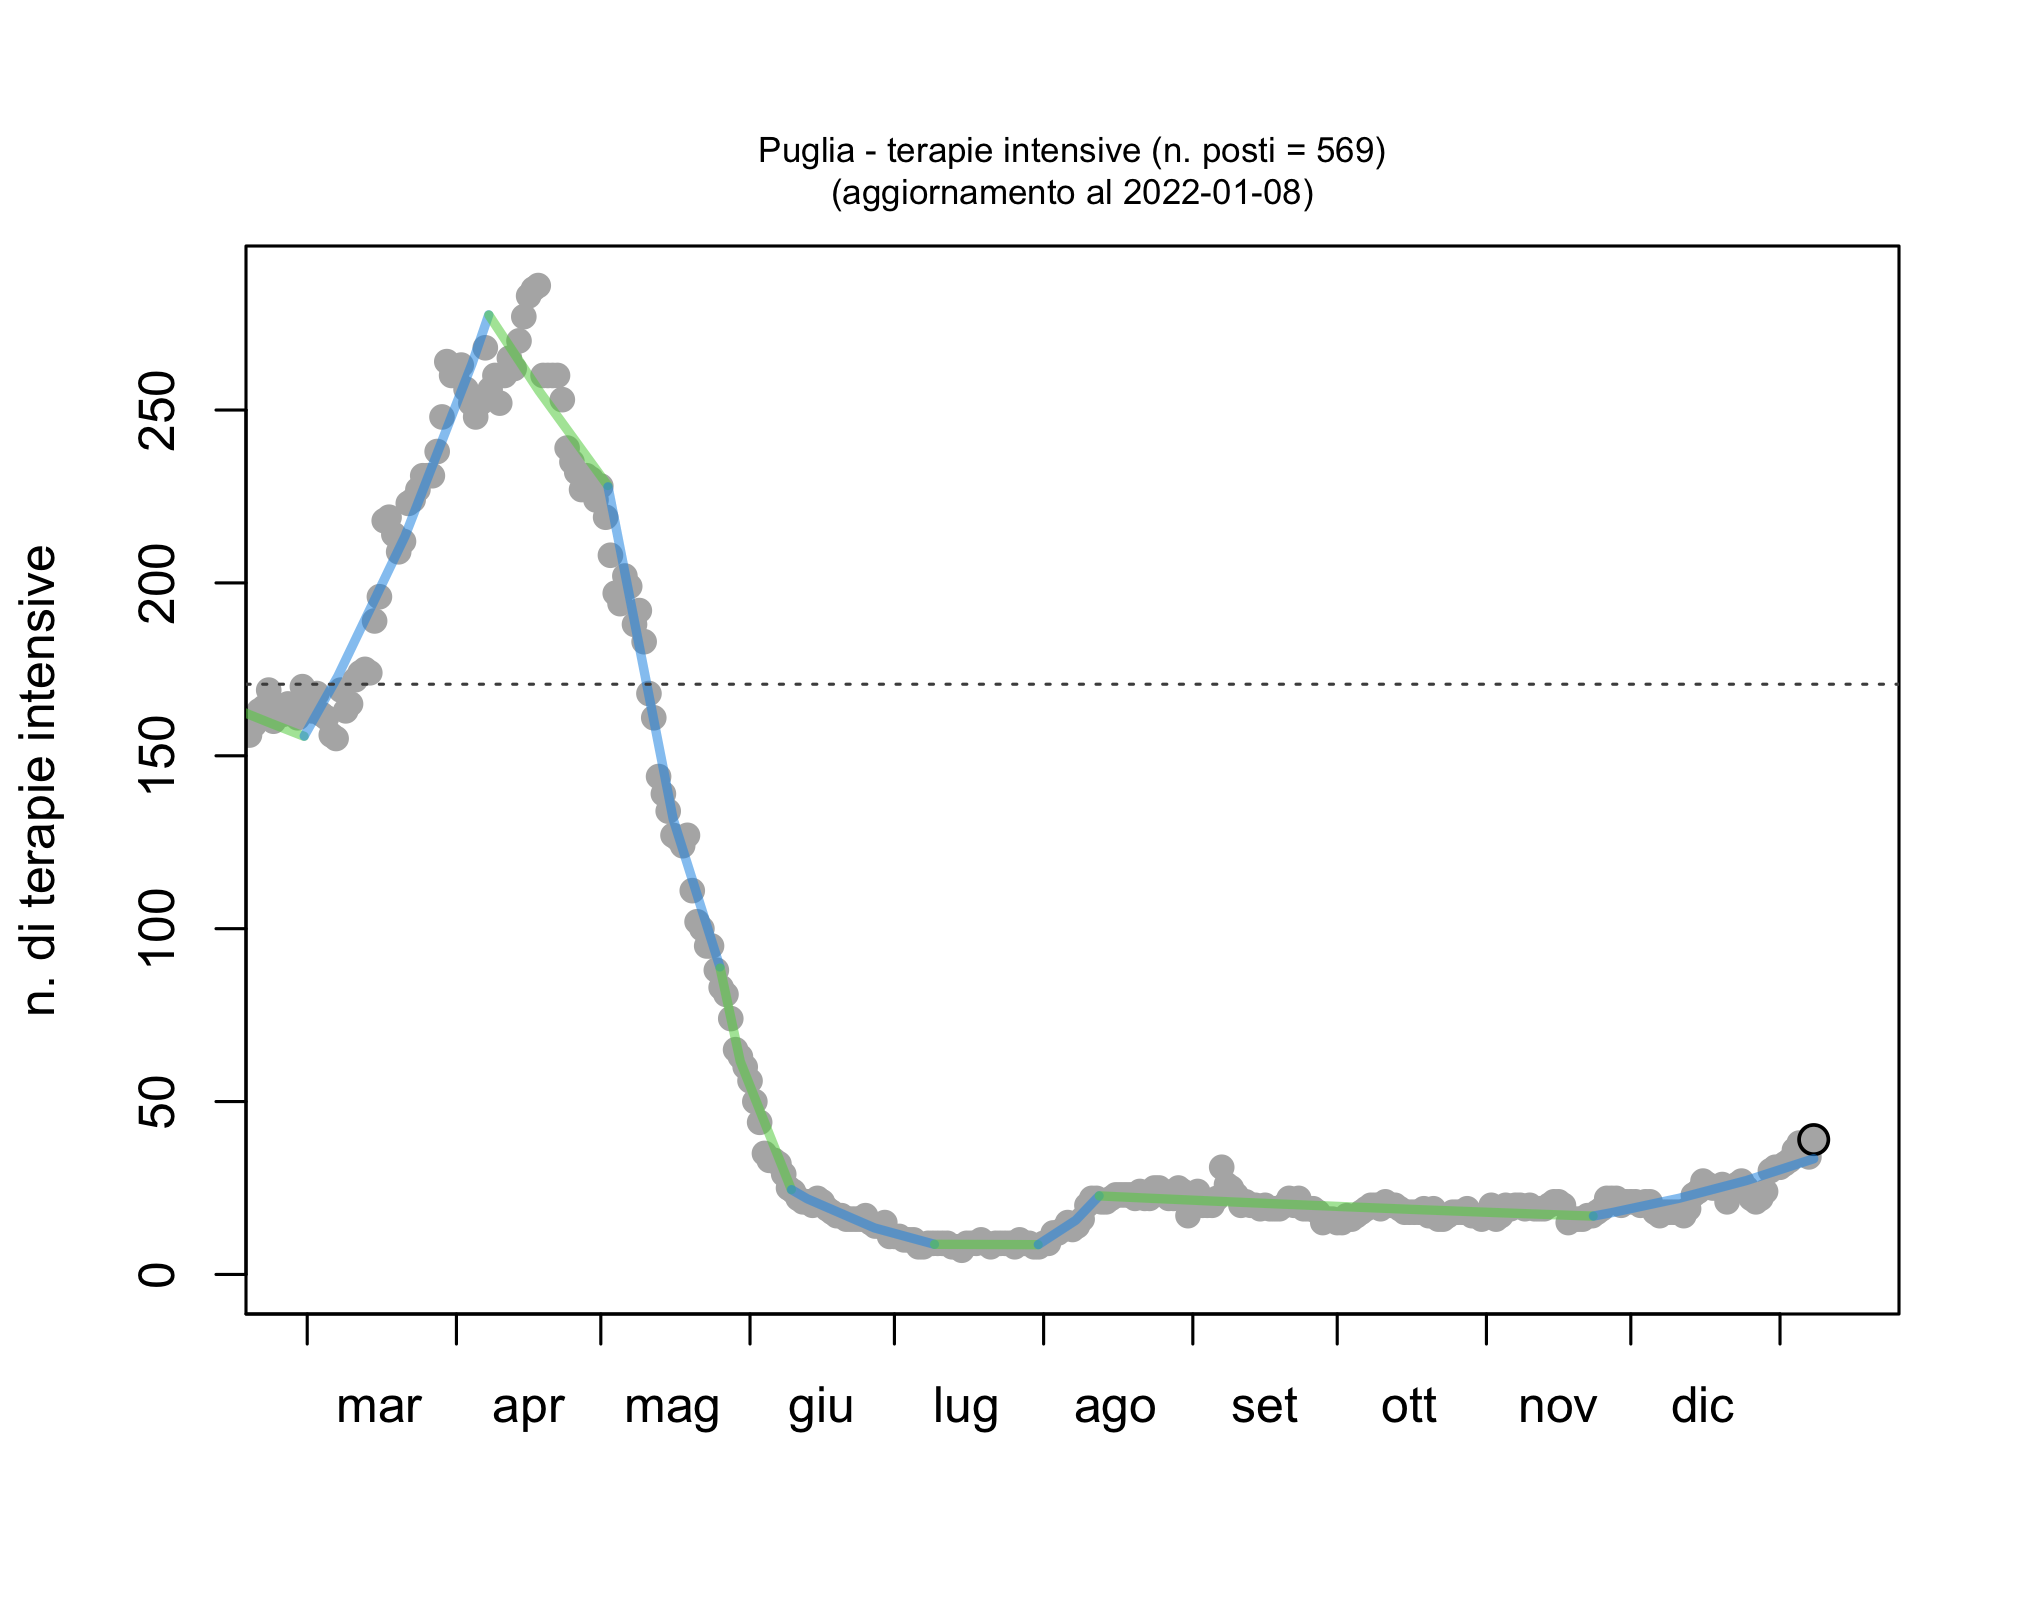 Puglia - terapie intensive (n. posti = 569)
(aggiornamento al 2022-01-08)
n. di terapie intensive
250
200
150
100
50
0
mar apr mag giu lug ago set ott nov dic